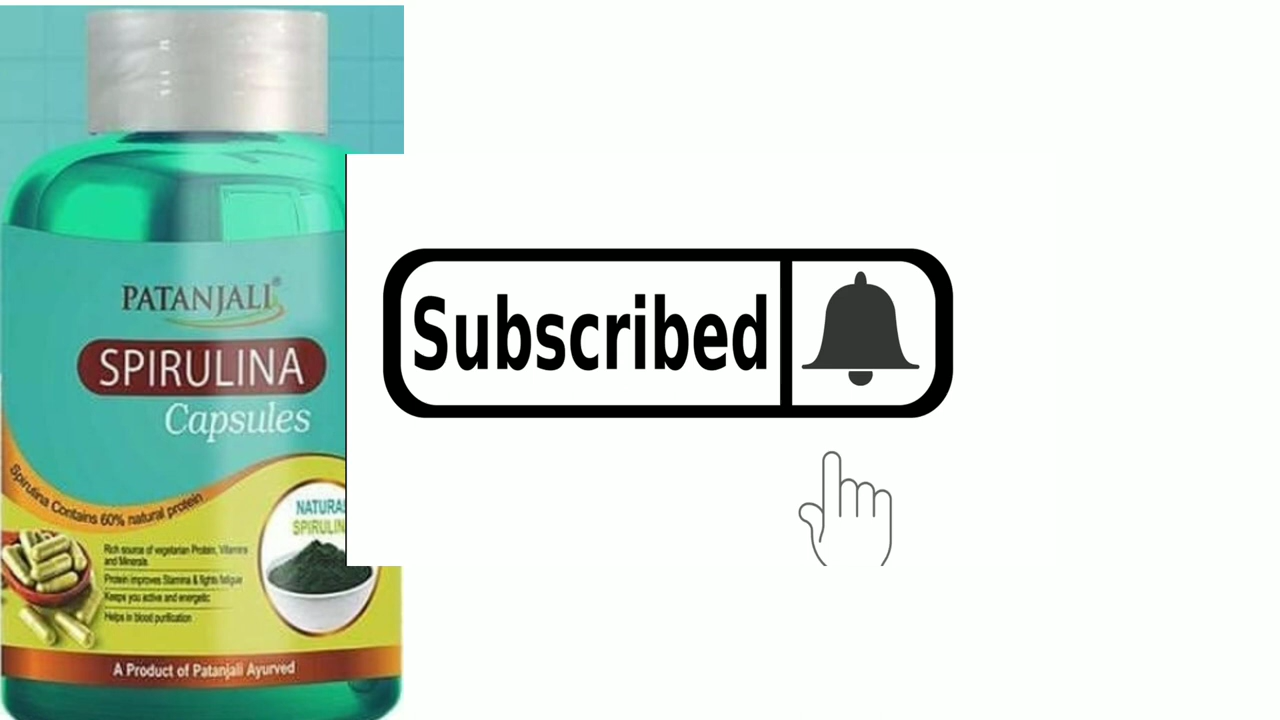 PATANJALI®
SPIRULINA
Capsules
Spirulina Contains 60% natural protein
NATURAL
SPIRULIN
Rich source of vegetarian Protein, Vitamins
and Minerals
Protein improves Stamina & fights fatigue
Keeps you active and energetic
Helps in blood purification
A Product of Patanjali Ayurved
Subscribed